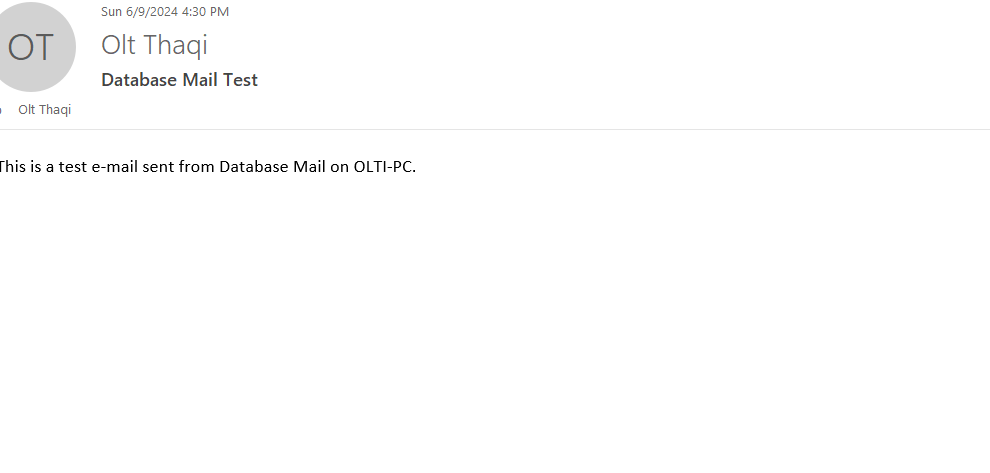 Sun 6/9/2024 4:30 PM
OT
Olt Thaqi
Database Mail Test
Olt Thaqi
This is a test e-mail sent from Database Mail on OLTI-PC.